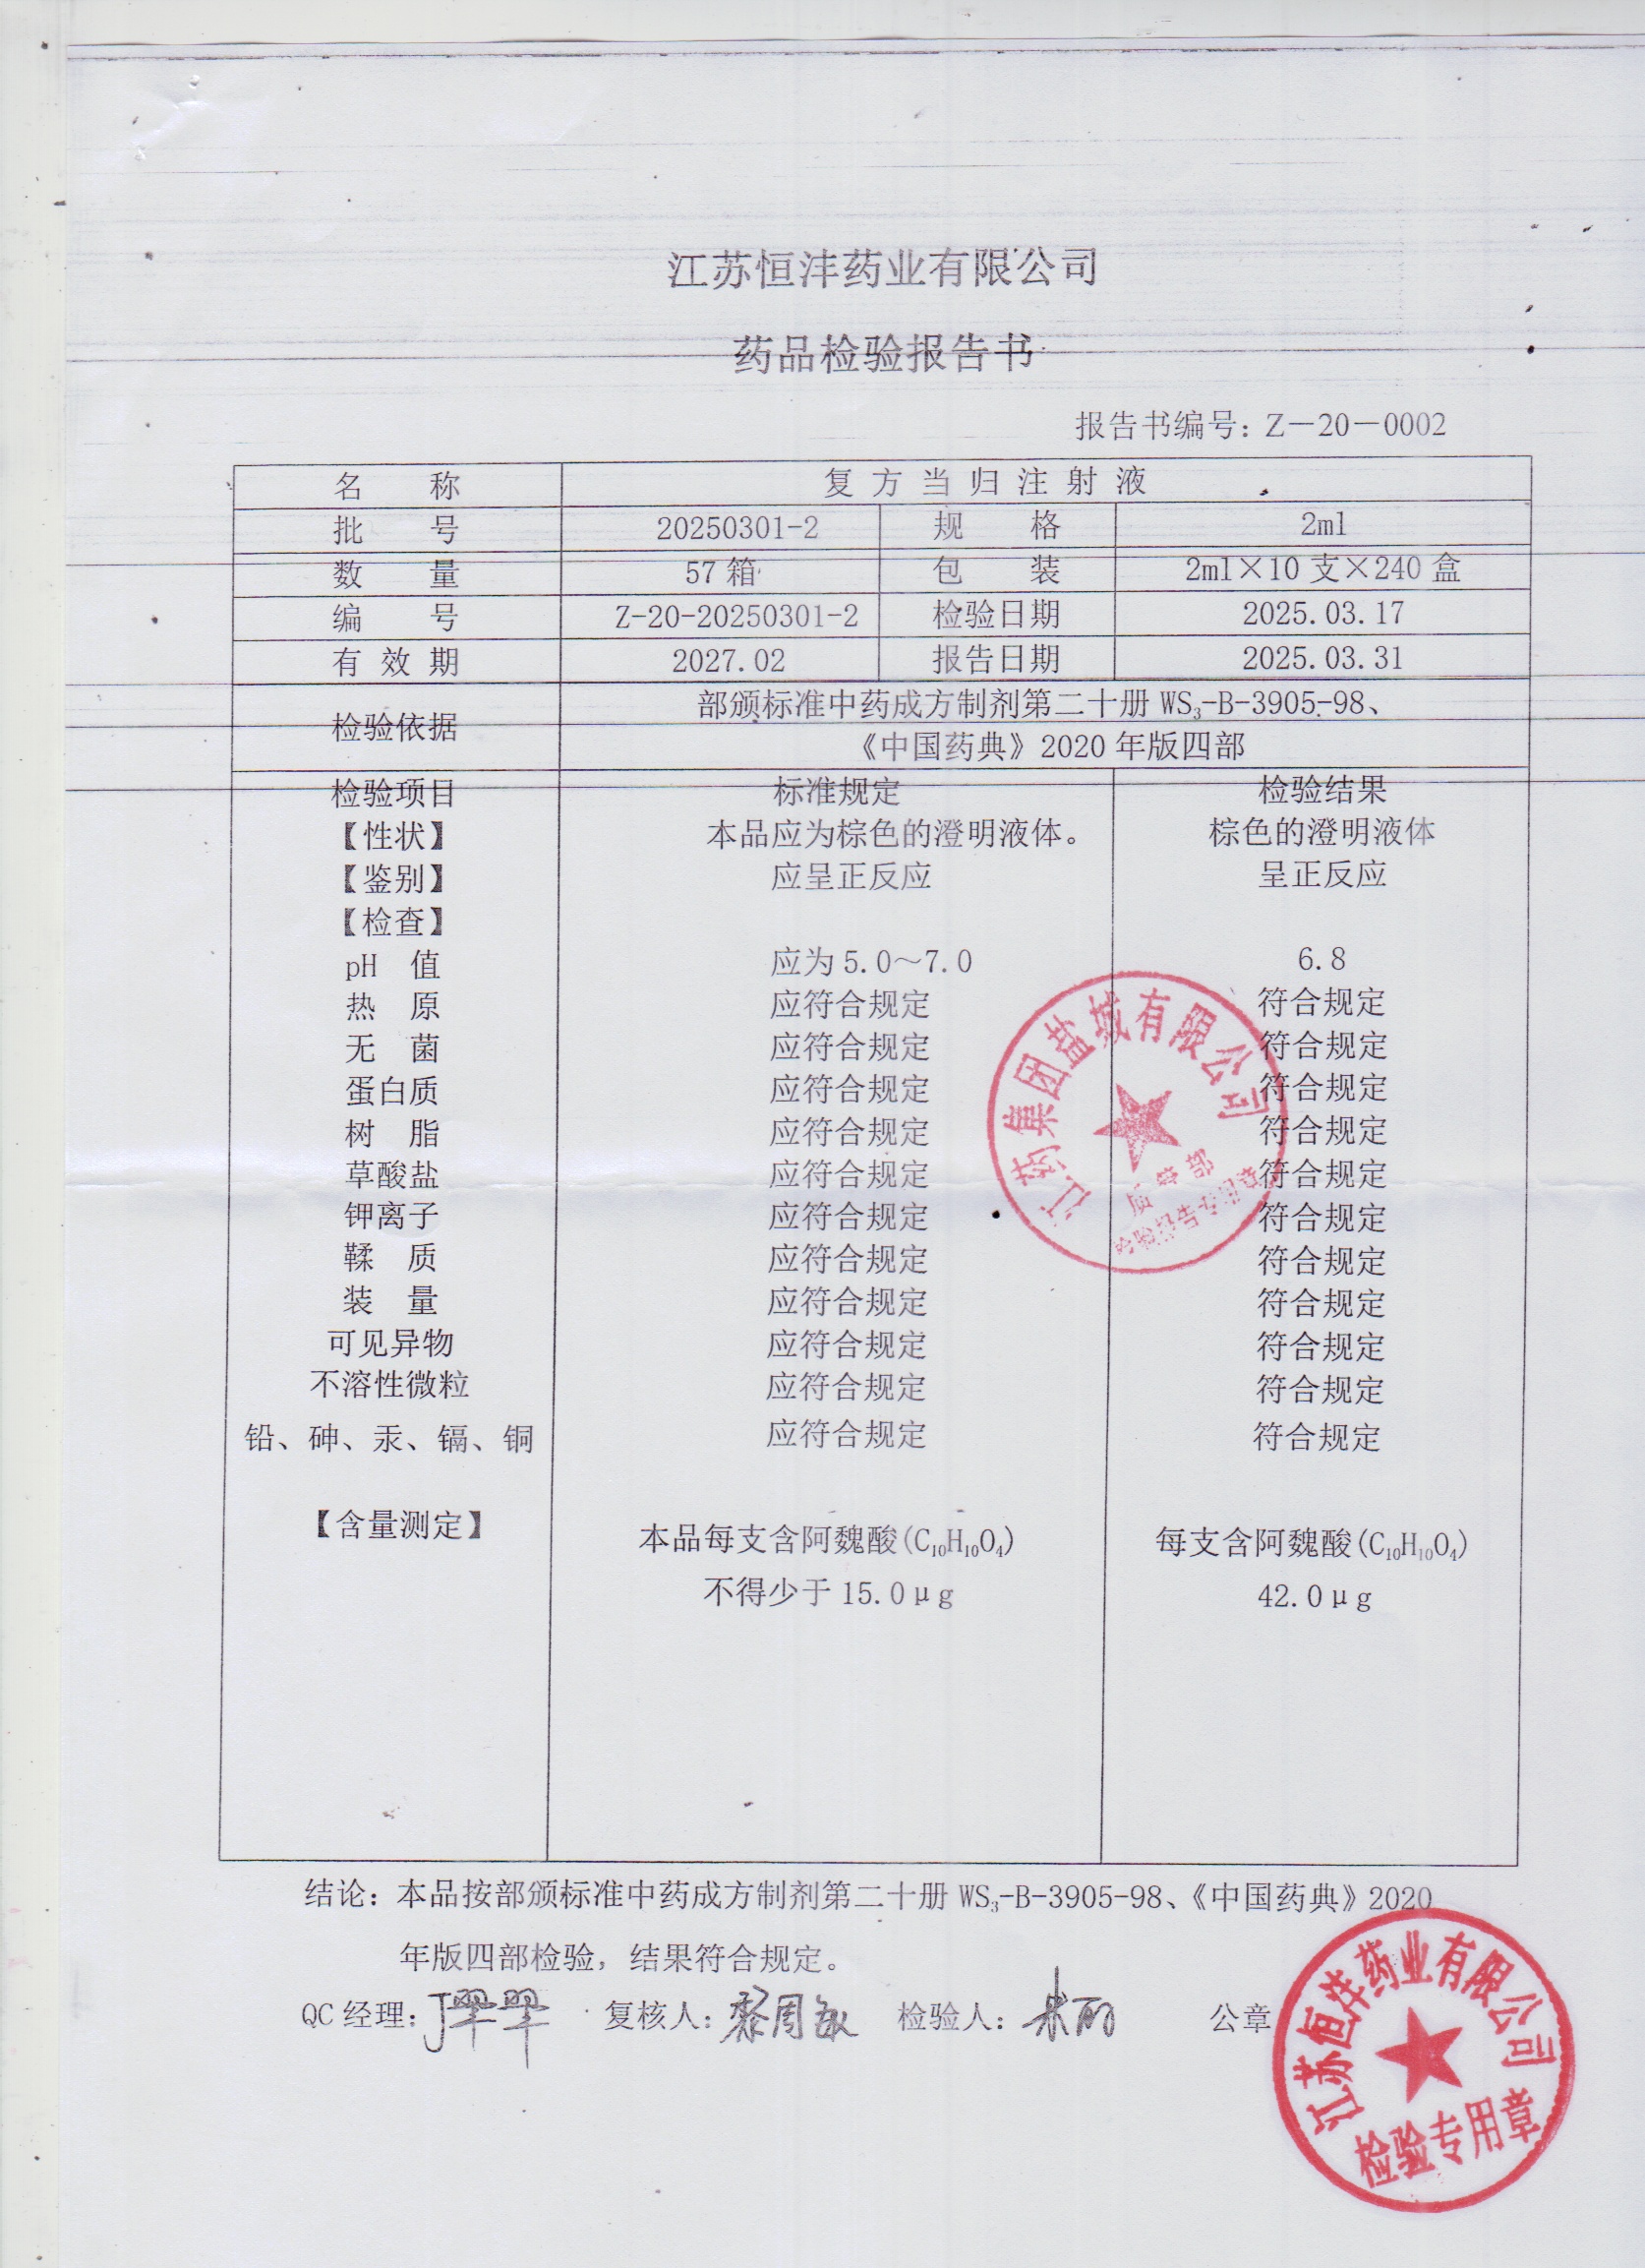 江苏恒沣药业有限公司
药品检验报告书
报告书编号：Z－20－0002
名 称 复方当归注射液
批 号 20250301-2 规 格 2ml
数 量 57箱 包 装 2ml×10支×240盒
编 号 Z-20-20250301-2 检验日期 2025.03.17
有效期 2027.02 报告日期 2025.03.31
检验依据 部颁标准中药成方制剂第二十册 WS₃-B-3905-98、
《中国药典》2020年版四部
检验项目 标准规定 检验结果
【性状】 本品应为棕色的澄明液体。 棕色的澄明液体
【鉴别】 应呈正反应 呈正反应
【检查】
pH 值 应为5.0～7.0 6.8
热 原 应符合规定 符合规定
无 菌 应符合规定 符合规定
蛋白质 应符合规定 符合规定
树 脂 应符合规定 符合规定
草酸盐 应符合规定 符合规定
钾离子 应符合规定 符合规定
鞣 质 应符合规定 符合规定
装 量 应符合规定 符合规定
可见异物 应符合规定 符合规定
不溶性微粒 应符合规定 符合规定
铅、砷、汞、镉、铜 应符合规定 符合规定
【含量测定】 本品每支含阿魏酸(C₁₀H₁₀O₄) 每支含阿魏酸(C₁₀H₁₀O₄)
不得少于15.0μg 42.0μg
江药集团盐城有限公司
质管部
结论：本品按部颁标准中药成方制剂第二十册 WS₃-B-3905-98、《中国药典》2020
年版四部检验，结果符合规定。
QC经理： 复核人： 检验人： 公章
江苏恒沣药业有限公司
检验专用章